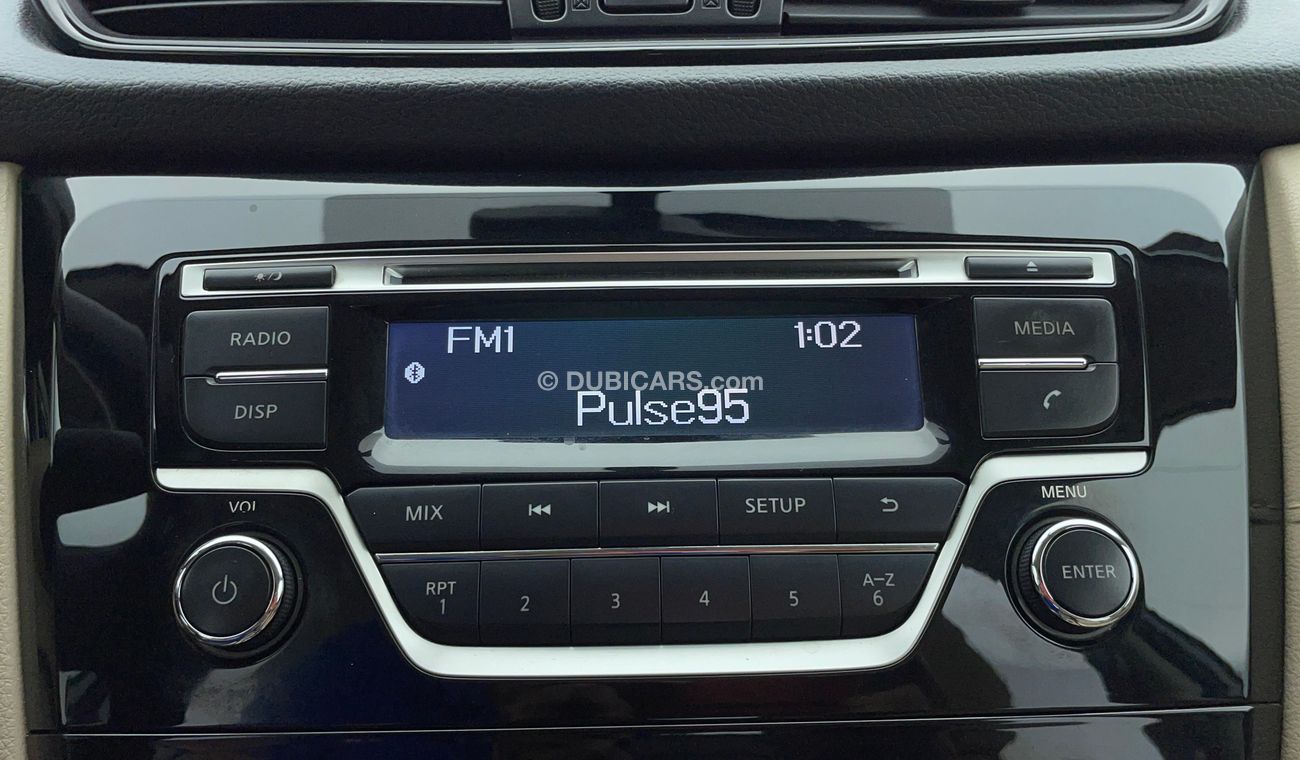 RADIO
DISP
FM1 1:02
© DUBICARS.com
Pulse95
MEDIA
VOL
MIX
SETUP
MENU
RPT
1
2
3
4
5
A–Z
6
ENTER